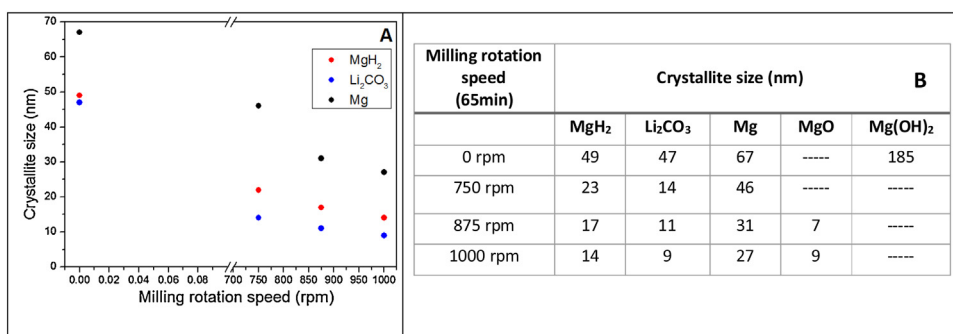 A
MgH2
Li2CO3
Mg
Crystallite size (nm)
70
60
50
40
30
20
10
0
0.00 0.02 0.04 0.06 0.08 700 750 800 850 900 950 1000
Milling rotation speed (rpm)
Milling rotation
speed
(65min)
Crystallite size (nm)
B
MgH2 Li2CO3 Mg MgO Mg(OH)2
0 rpm 49 47 67 ----- 185
750 rpm 23 14 46 ----- -----
875 rpm 17 11 31 7 -----
1000 rpm 14 9 27 9 -----